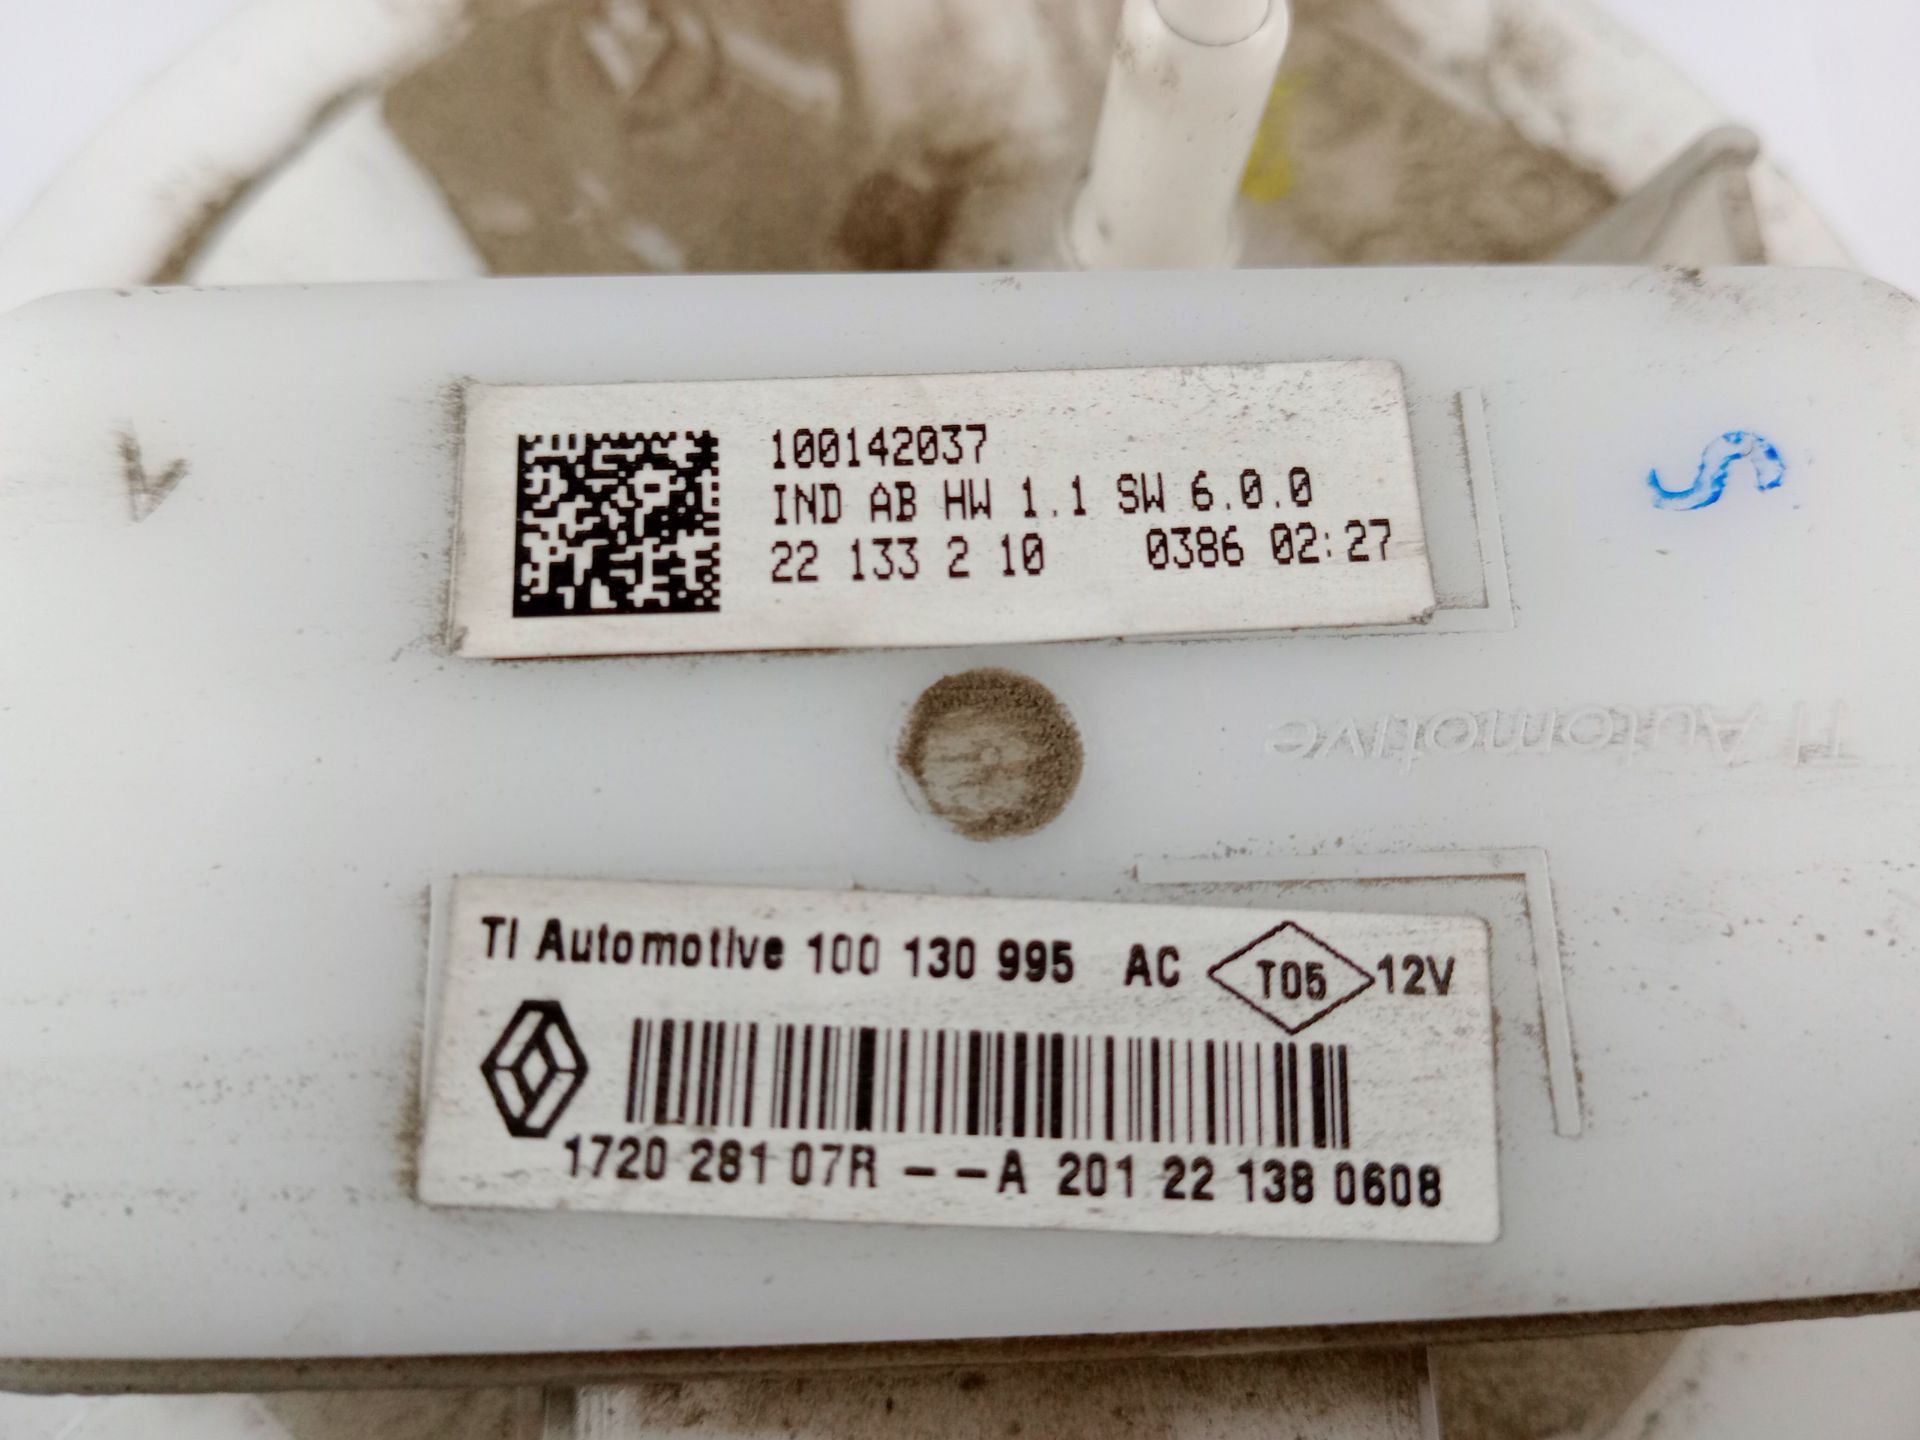 100142037
IND AB HW 1.1 SW 6.0.0
22 133 2 10 0386 02:27
TI Automotive
TI Automotive 100 130 995 AC T05 12V
1720 281 07R --A 201 22 138 0608